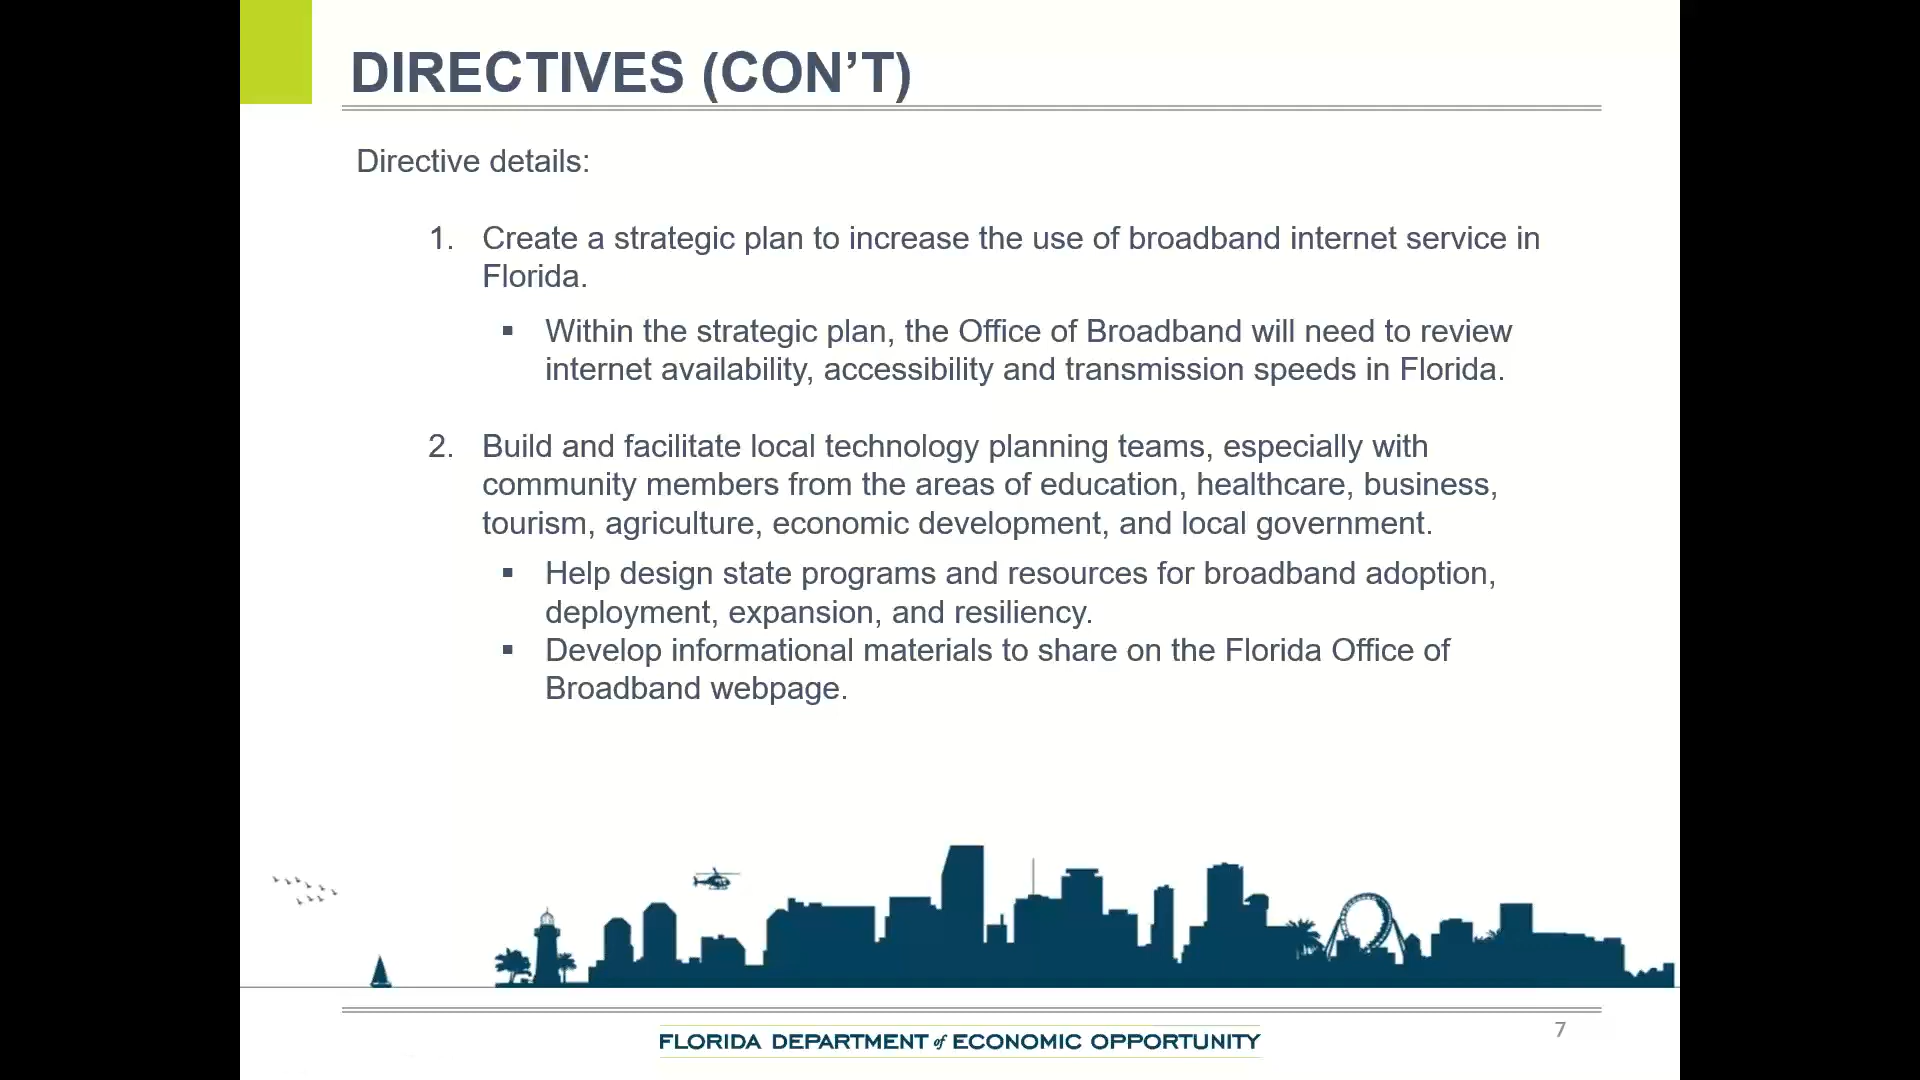 DIRECTIVES (CON’T)
Directive details:
1. Create a strategic plan to increase the use of broadband internet service in
Florida.
▪ Within the strategic plan, the Office of Broadband will need to review
internet availability, accessibility and transmission speeds in Florida.
2. Build and facilitate local technology planning teams, especially with
community members from the areas of education, healthcare, business,
tourism, agriculture, economic development, and local government.
▪ Help design state programs and resources for broadband adoption,
deployment, expansion, and resiliency.
▪ Develop informational materials to share on the Florida Office of
Broadband webpage.
7
FLORIDA DEPARTMENT of ECONOMIC OPPORTUNITY